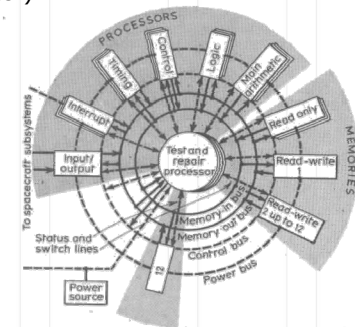 PROCESSORS
Control
Logic
Timing
Main
arithmetic
Interrupt
Read only
MEMORIES
Input/
output
Test and
repair
processor
Read-write
To spacecraft subsystems
Read-write
2 up to 12
Memory in bus
Memory out bus
Control bus
Power bus
Status and
switch lines
12
Power
source